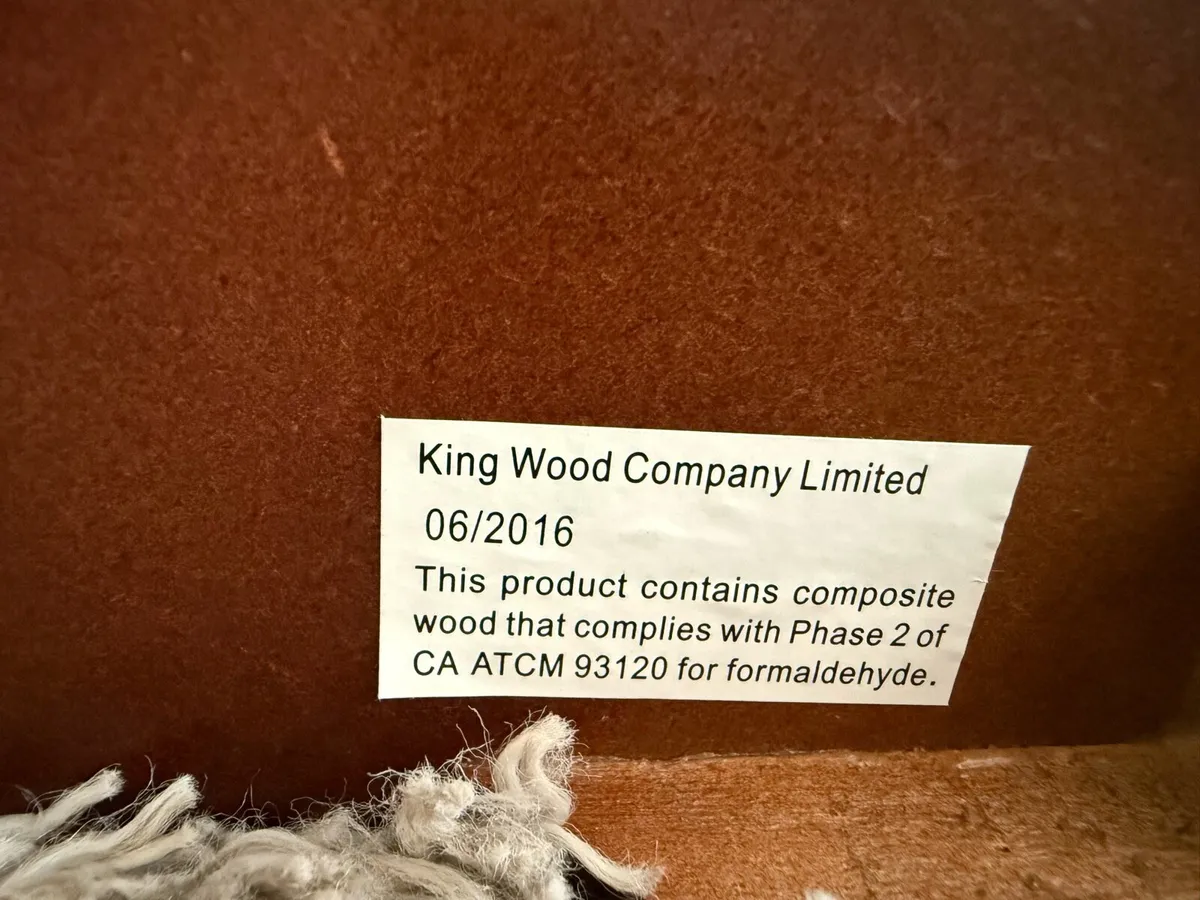 King Wood Company Limited
06/2016
This product contains composite
wood that complies with Phase 2 of
CA ATCM 93120 for formaldehyde.